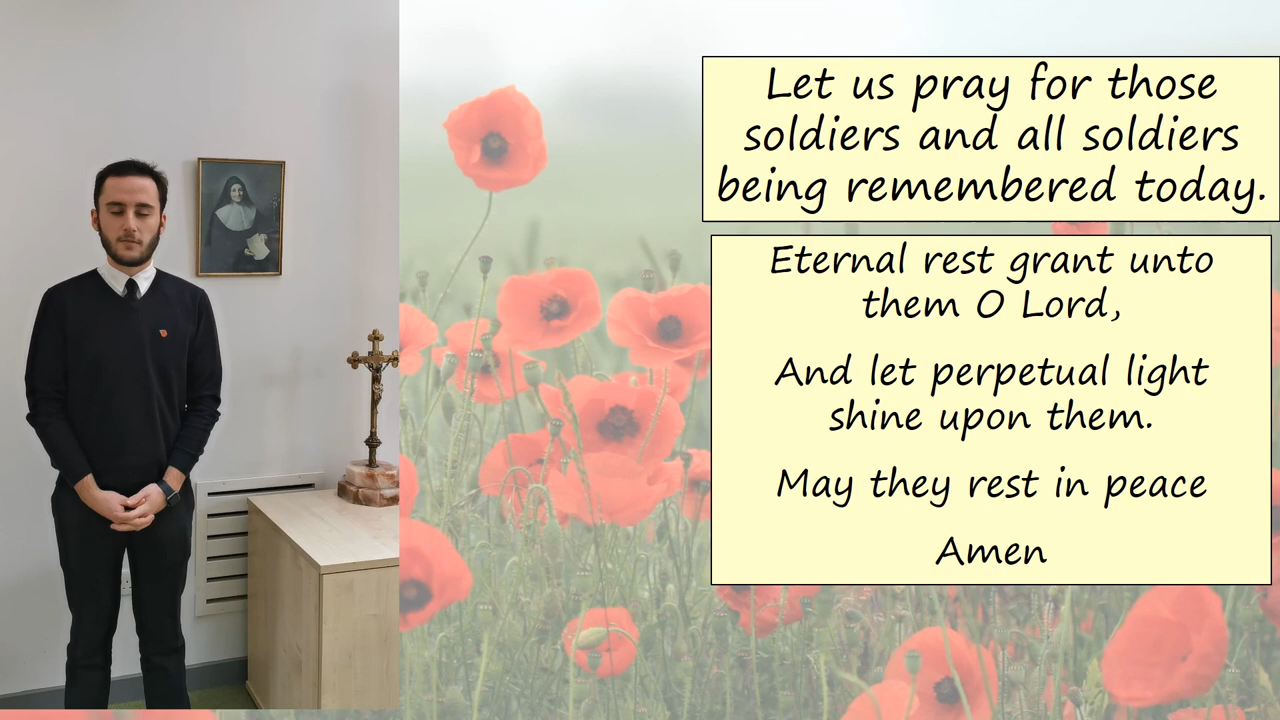 Let us pray for those
soldiers and all soldiers
being remembered today.
Eternal rest grant unto
them O Lord,
And let perpetual light
shine upon them.
May they rest in peace
Amen